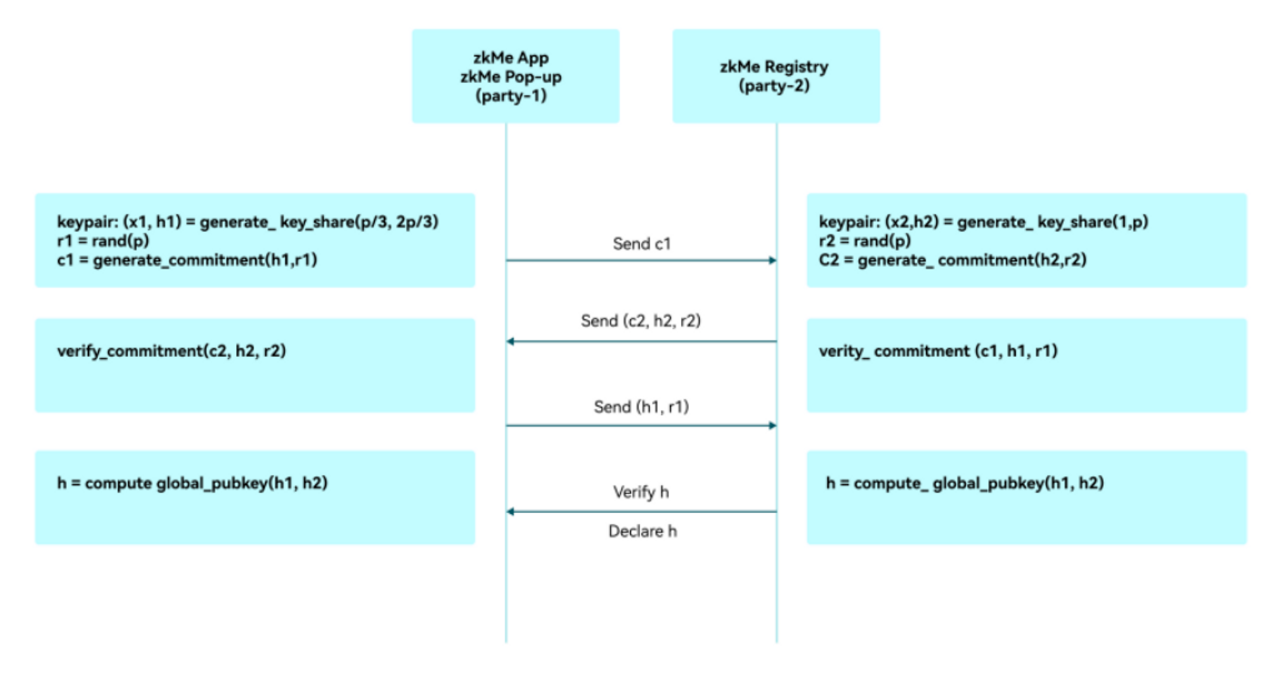 zkMe App
zkMe Pop-up
(party-1)
zkMe Registry
(party-2)
keypair: (x1, h1) = generate_ key_share(p/3, 2p/3)
r1 = rand(p)
c1 = generate_commitment(h1,r1)
Send c1
keypair: (x2,h2) = generate_ key_share(1,p)
r2 = rand(p)
C2 = generate_ commitment(h2,r2)
Send (c2, h2, r2)
verify_commitment(c2, h2, r2)
verity_ commitment (c1, h1, r1)
Send (h1, r1)
h = compute global_pubkey(h1, h2)
Verify h
h = compute_ global_pubkey(h1, h2)
Declare h